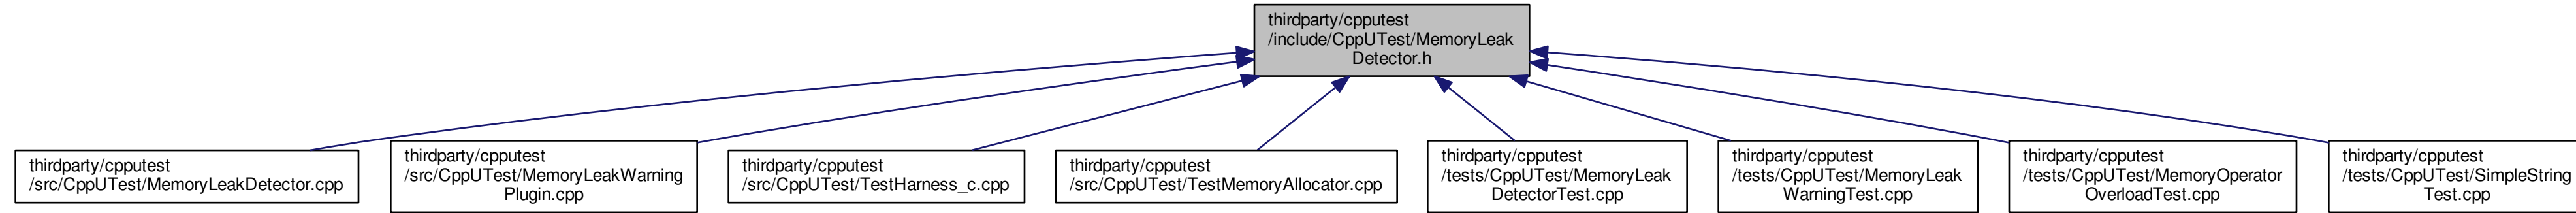 thirdparty/cpputest
/include/CppUTest/MemoryLeak
Detector.h
thirdparty/cpputest
/src/CppUTest/MemoryLeakDetector.cpp
thirdparty/cpputest
/src/CppUTest/MemoryLeakWarning
Plugin.cpp
thirdparty/cpputest
/src/CppUTest/TestHarness_c.cpp
thirdparty/cpputest
/src/CppUTest/TestMemoryAllocator.cpp
thirdparty/cpputest
/tests/CppUTest/MemoryLeak
DetectorTest.cpp
thirdparty/cpputest
/tests/CppUTest/MemoryLeak
WarningTest.cpp
thirdparty/cpputest
/tests/CppUTest/MemoryOperator
OverloadTest.cpp
thirdparty/cpputest
/tests/CppUTest/SimpleString
Test.cpp